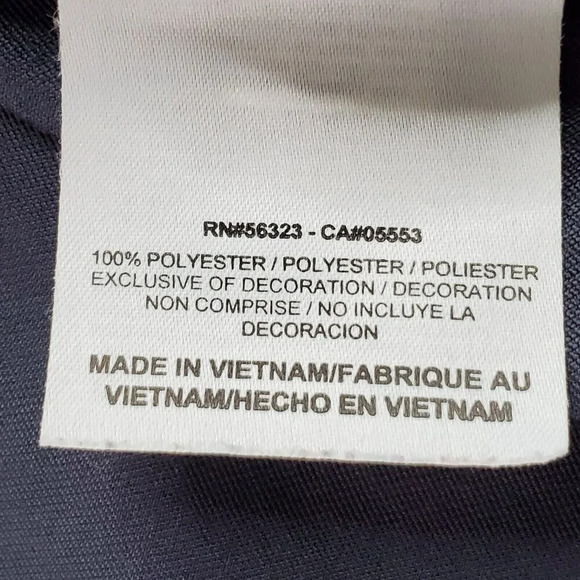 RN#56323 - CA#05553
100% POLYESTER / POLYESTER / POLIESTER
EXCLUSIVE OF DECORATION / DECORATION
NON COMPRISE / NO INCLUYE LA
DECORACION
MADE IN VIETNAM/FABRIQUE AU
VIETNAM/HECHO EN VIETNAM